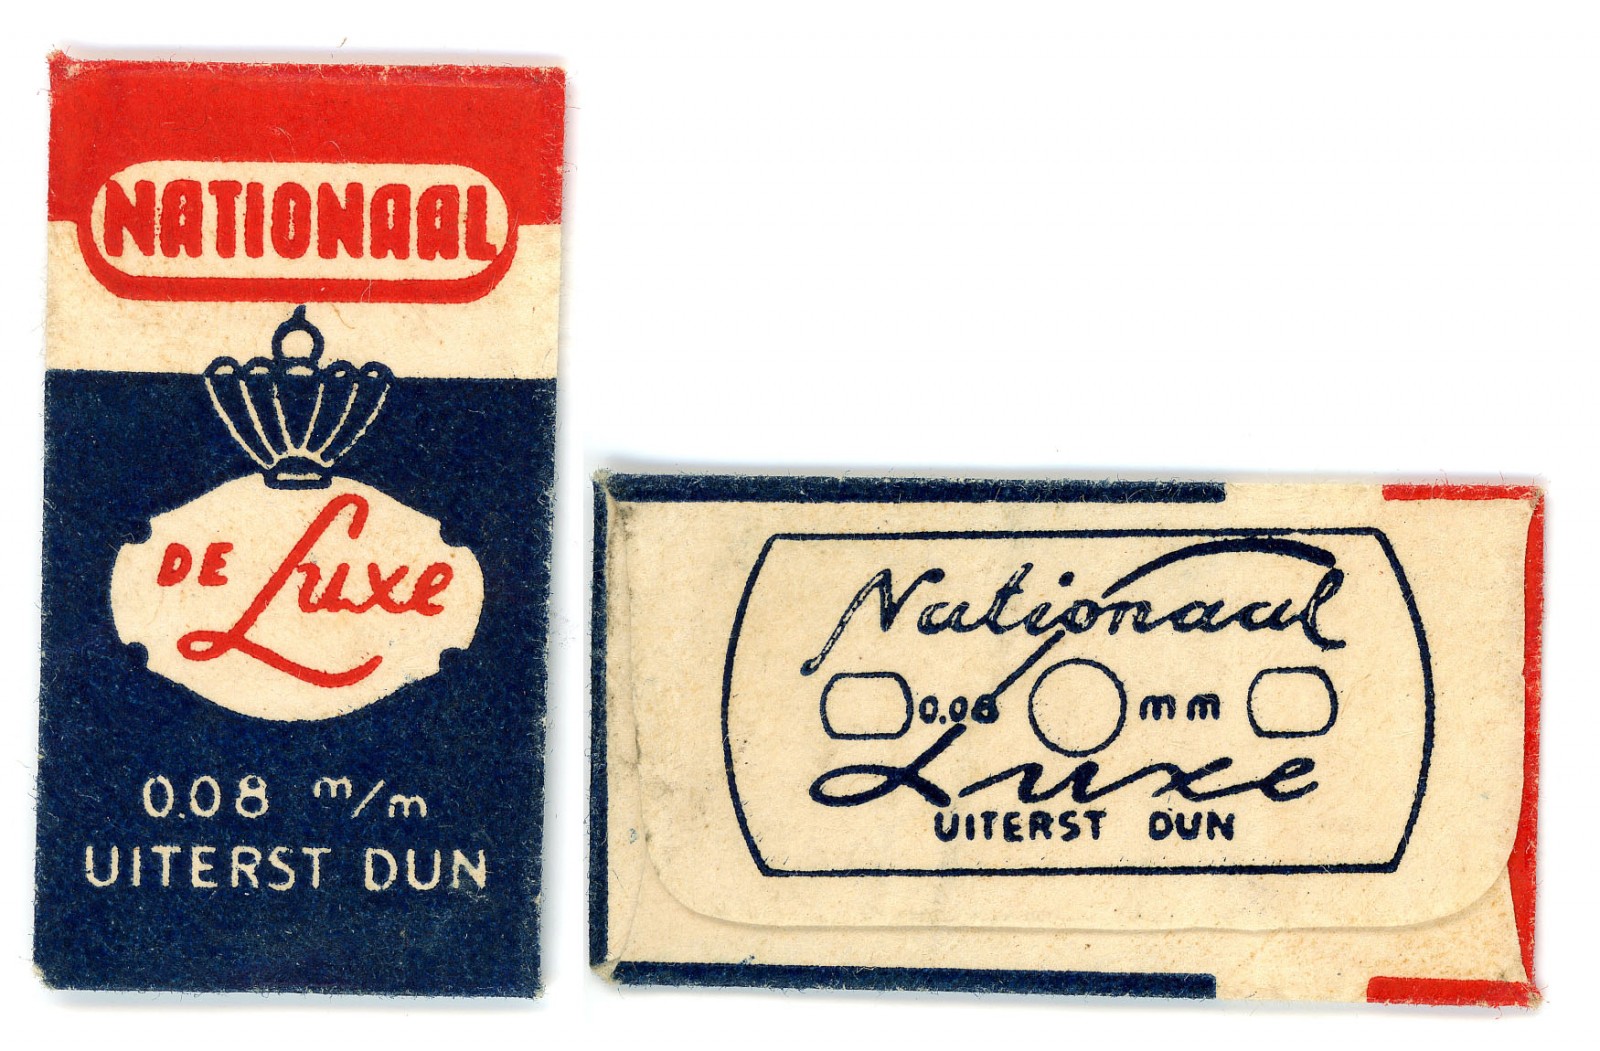 NATIONAAL
DE Luxe
0.08 m/m
UITERST DUN
Nationaal
0.08 mm
Luxe
UITERST DUN